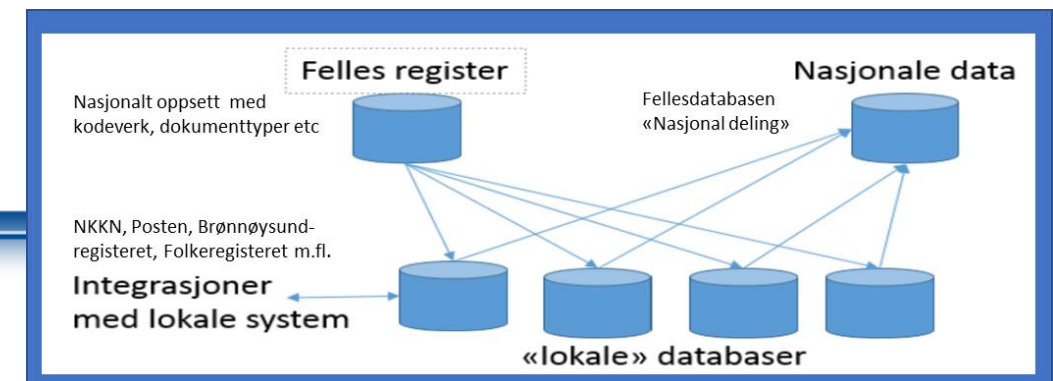 Felles register
Nasjonale data
Nasjonalt oppsett med
kodeverk, dokumenttyper etc
Fellesdatabasen
«Nasjonal deling»
NKKN, Posten, Brønnøysund-
registeret, Folkeregisteret m.fl.
Integrasjoner
med lokale system
«lokale» databaser